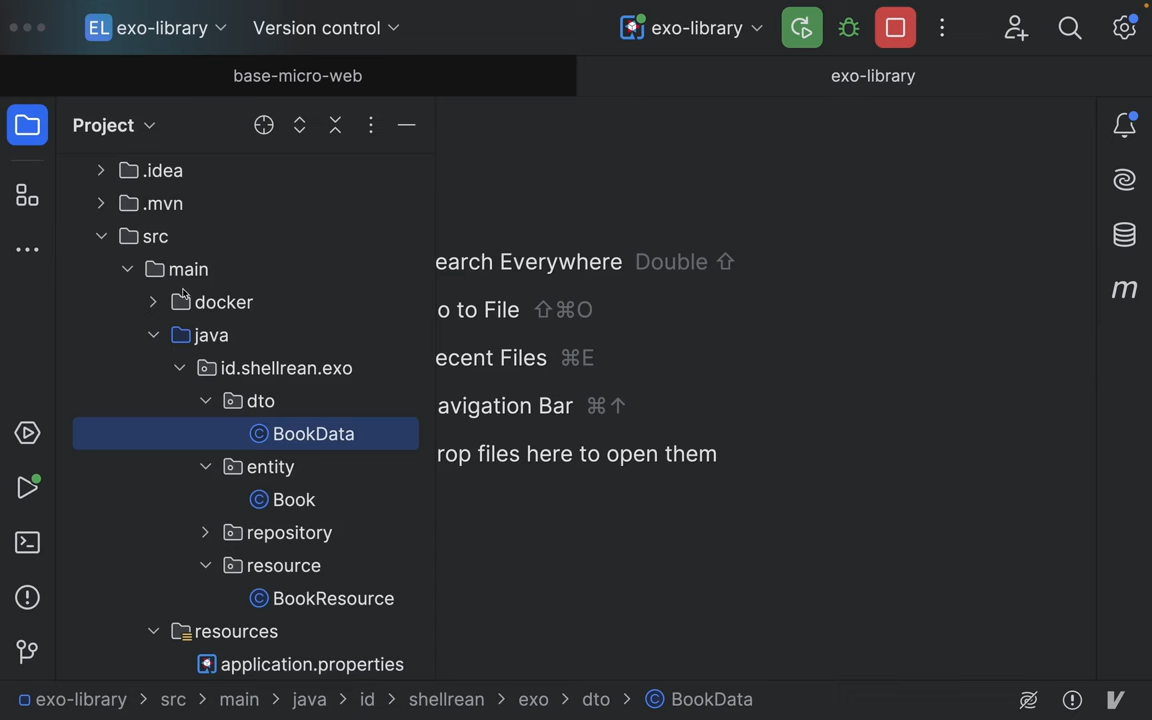 EL exo-library Version control exo-library
base-micro-web exo-library
Project
.idea
.mvn
src
main
docker
java
id.shellrean.exo
dto
BookData
entity
Book
repository
resource
BookResource
resources
application.properties
earch Everywhere Double ⇧
o to File ⇧⌘O
ecent Files ⌘E
avigation Bar ⌘↑
rop files here to open them
m
exo-library > src > main > java > id > shellrean > exo > dto > BookData